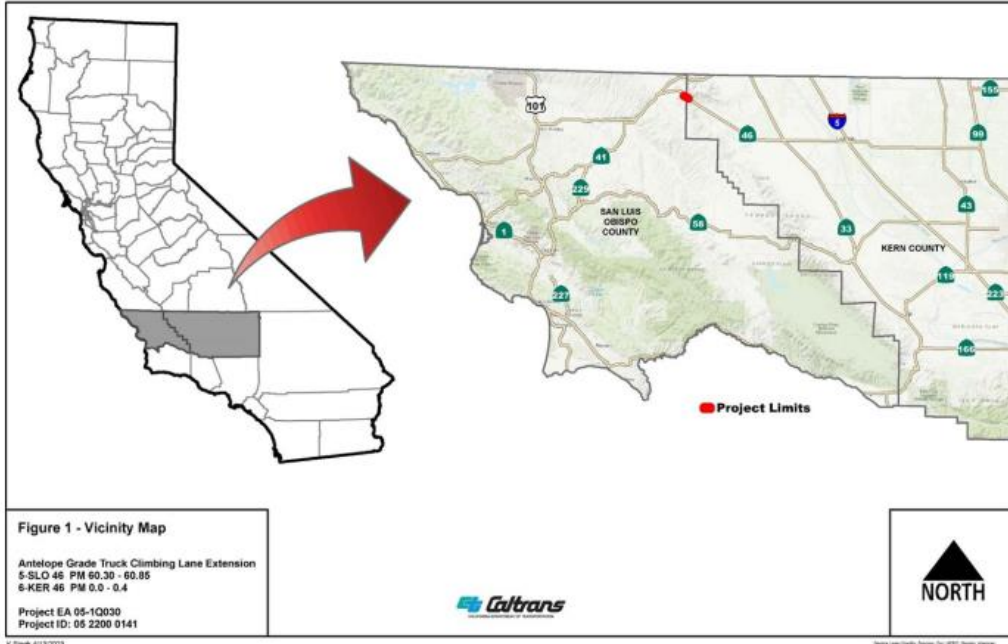 101
155
5
46
99
41
229
SAN LUIS
OBISPO
COUNTY
43
1
58
33
KERN COUNTY
119
227
223
166
Project Limits
Figure 1 - Vicinity Map
Antelope Grade Truck Climbing Lane Extension
5-SLO 46 PM 60.30 - 60.85
6-KER 46 PM 0.0 - 0.4
Project EA 05-1Q030
Project ID: 05 2200 0141
Caltrans
NORTH